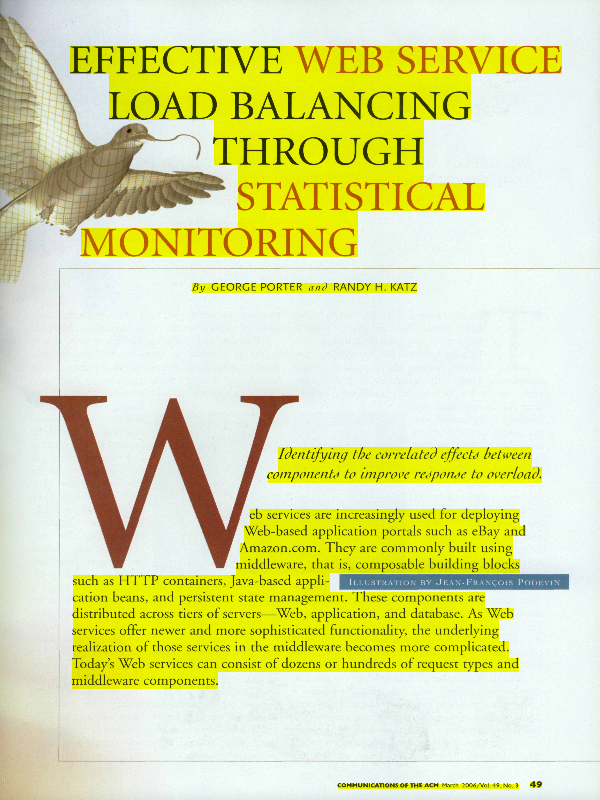 EFFECTIVE WEB SERVICE
LOAD BALANCING
THROUGH
STATISTICAL
MONITORING
By GEORGE PORTER and RANDY H. KATZ
Identifying the correlated effects between
components to improve response to overload.
Web services are increasingly used for deploying
Web-based application portals such as eBay and
Amazon.com. They are commonly built using
middleware, that is, composable building blocks
such as HTTP containers, Java-based appli-
ILLUSTRATION BY JEAN-FRANÇOIS PODEVIN
cation beans, and persistent state management. These components are
distributed across tiers of servers—Web, application, and database. As Web
services offer newer and more sophisticated functionality, the underlying
realization of those services in the middleware becomes more complicated.
Today's Web services can consist of dozens or hundreds of request types and
middleware components.
COMMUNICATIONS OF THE ACM March 2006/Vol. 49, No. 3 49